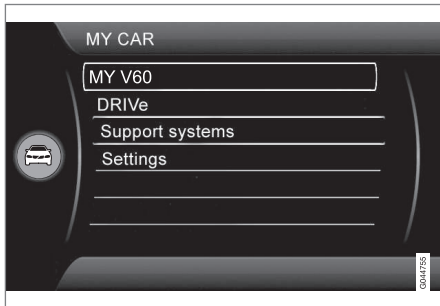 MY CAR
MY V60
DRIVe
Support systems
Settings
G044755